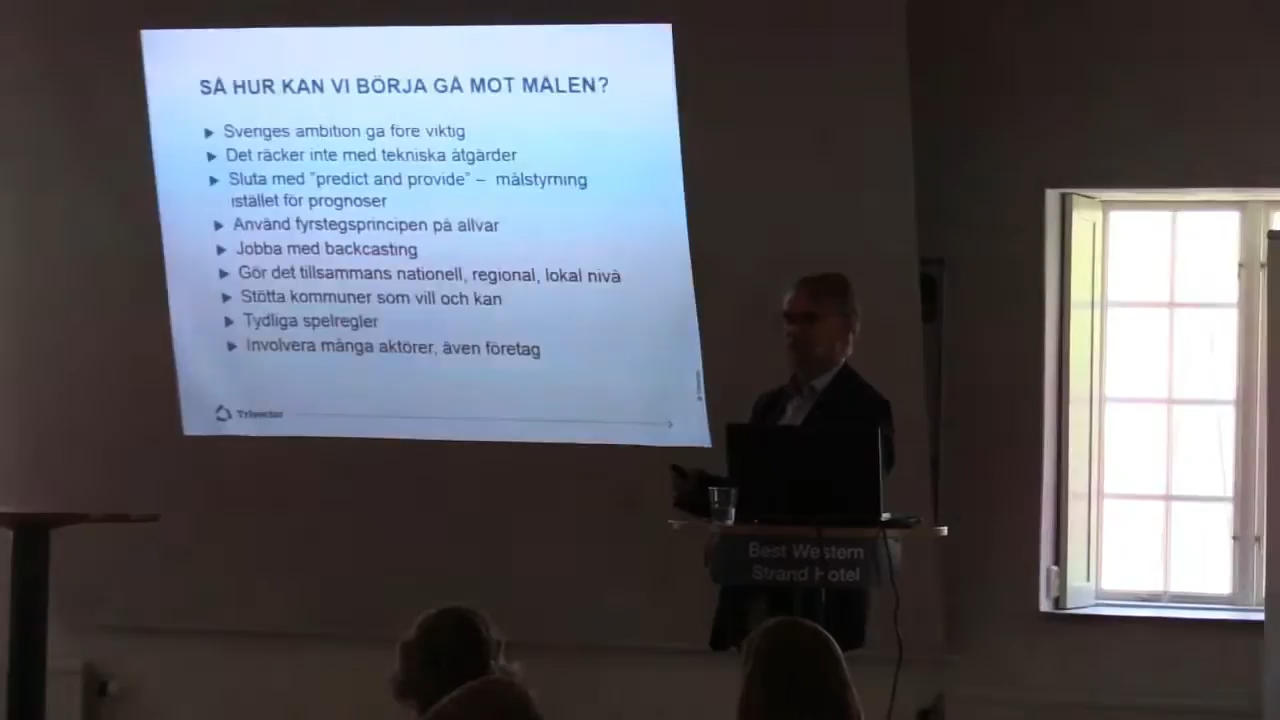 SÅ HUR KAN VI BÖRJA GÅ MOT MÅLEN?
Sveriges ambition gå före viktig
Det räcker inte med tekniska åtgärder
Sluta med "predict and provide" – målstyrning
istället för prognoser
Använd fyrstegsprincipen på allvar
Jobba med backcasting
Gör det tillsammans nationell, regional, lokal nivå
Stötta kommuner som vill och kan
Tydliga spelregler
Involvera många aktörer, även företag
Trivector
Best Western
Strand Hotel